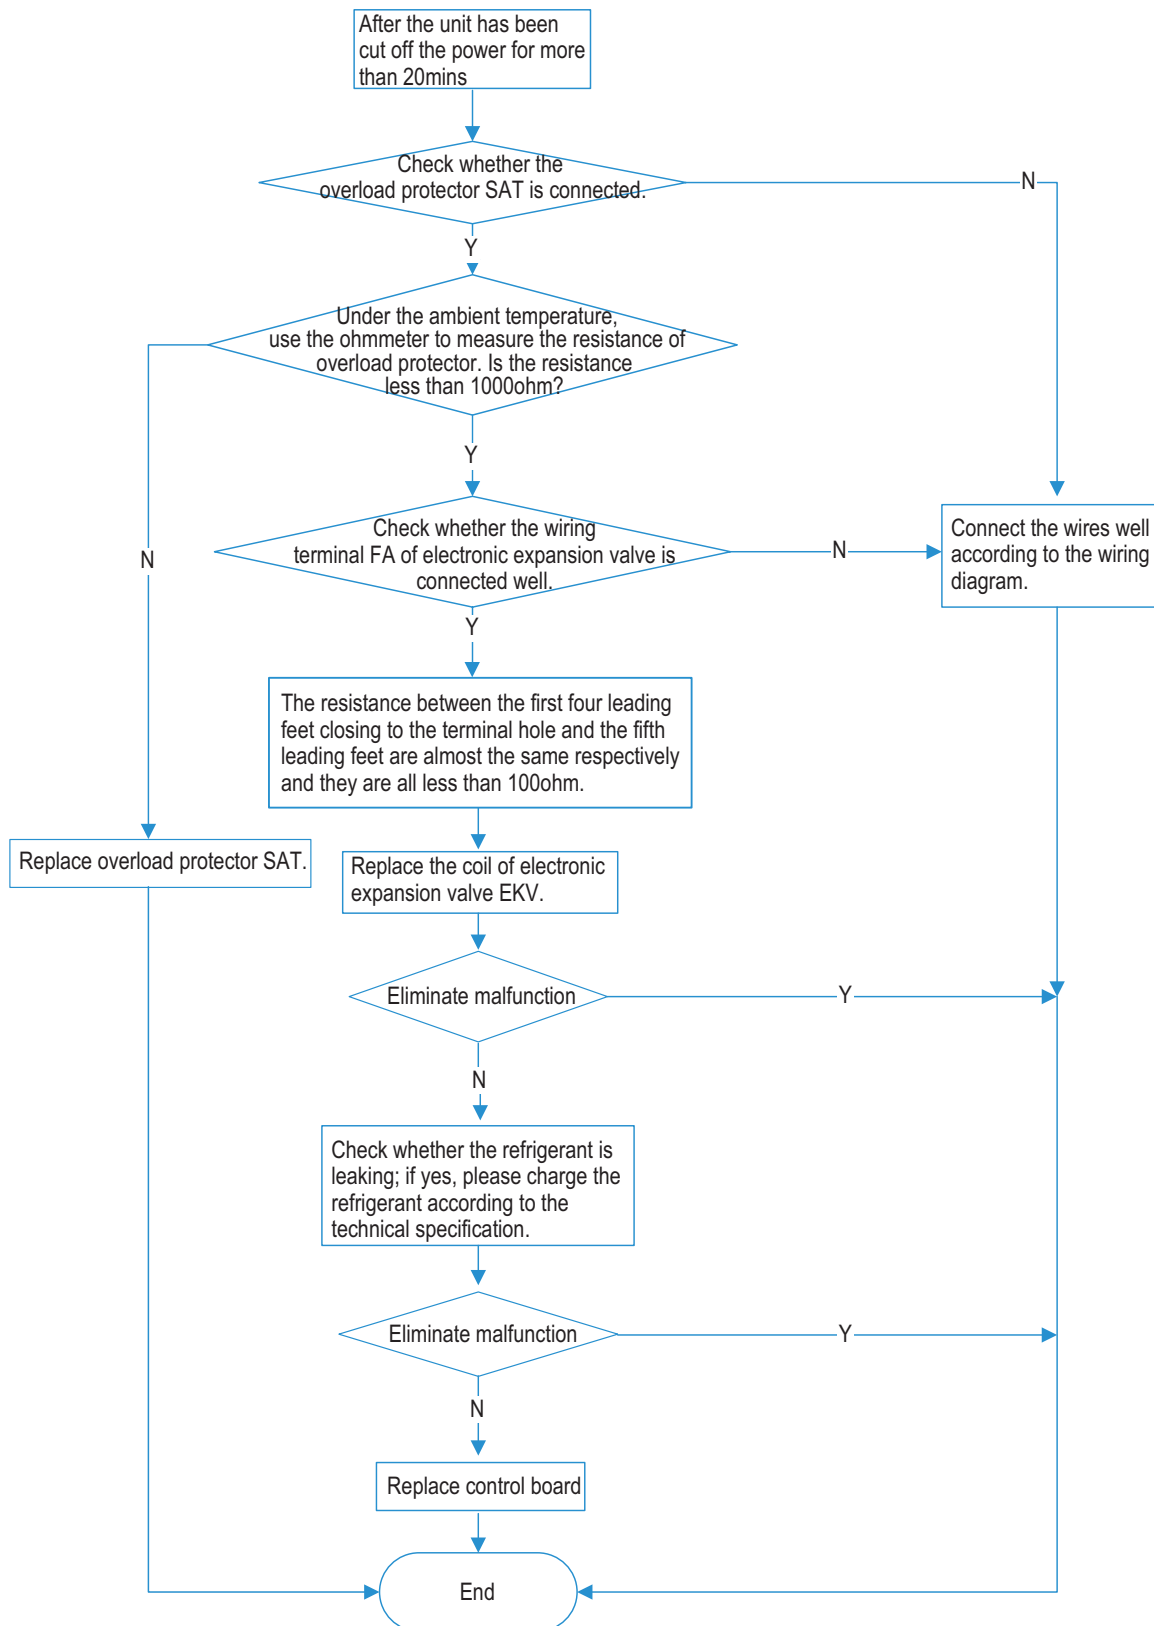 After the unit has been
cut off the power for more
than 20mins
Check whether the
overload protector SAT is connected.
N
Y
Under the ambient temperature,
use the ohmmeter to measure the resistance of
overload protector. Is the resistance
less than 1000ohm?
Y
N
Check whether the wiring
terminal FA of electronic expansion valve is
connected well.
N
Connect the wires well
according to the wiring
diagram.
Y
The resistance between the first four leading
feet closing to the terminal hole and the fifth
leading feet are almost the same respectively
and they are all less than 100ohm.
Replace overload protector SAT.
Replace the coil of electronic
expansion valve EKV.
Eliminate malfunction
Y
N
Check whether the refrigerant is
leaking; if yes, please charge the
refrigerant according to the
technical specification.
Eliminate malfunction
Y
N
Replace control board
End